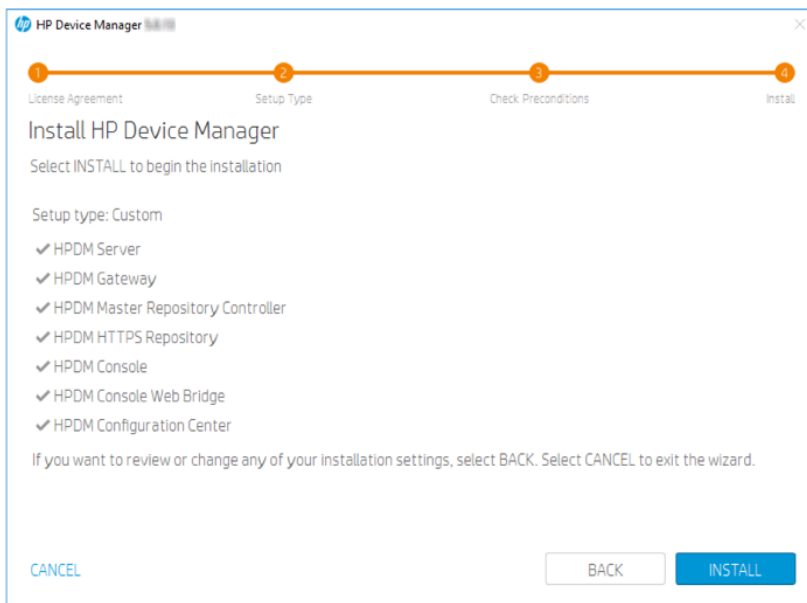 hp HP Device Manager
1
2
3
4
License Agreement
Setup Type
Check Preconditions
Install
Install HP Device Manager
Select INSTALL to begin the installation
Setup type: Custom
✔ HPDM Server
✔ HPDM Gateway
✔ HPDM Master Repository Controller
✔ HPDM HTTPS Repository
✔ HPDM Console
✔ HPDM Console Web Bridge
✔ HPDM Configuration Center
If you want to review or change any of your installation settings, select BACK. Select CANCEL to exit the wizard.
CANCEL
BACK
INSTALL